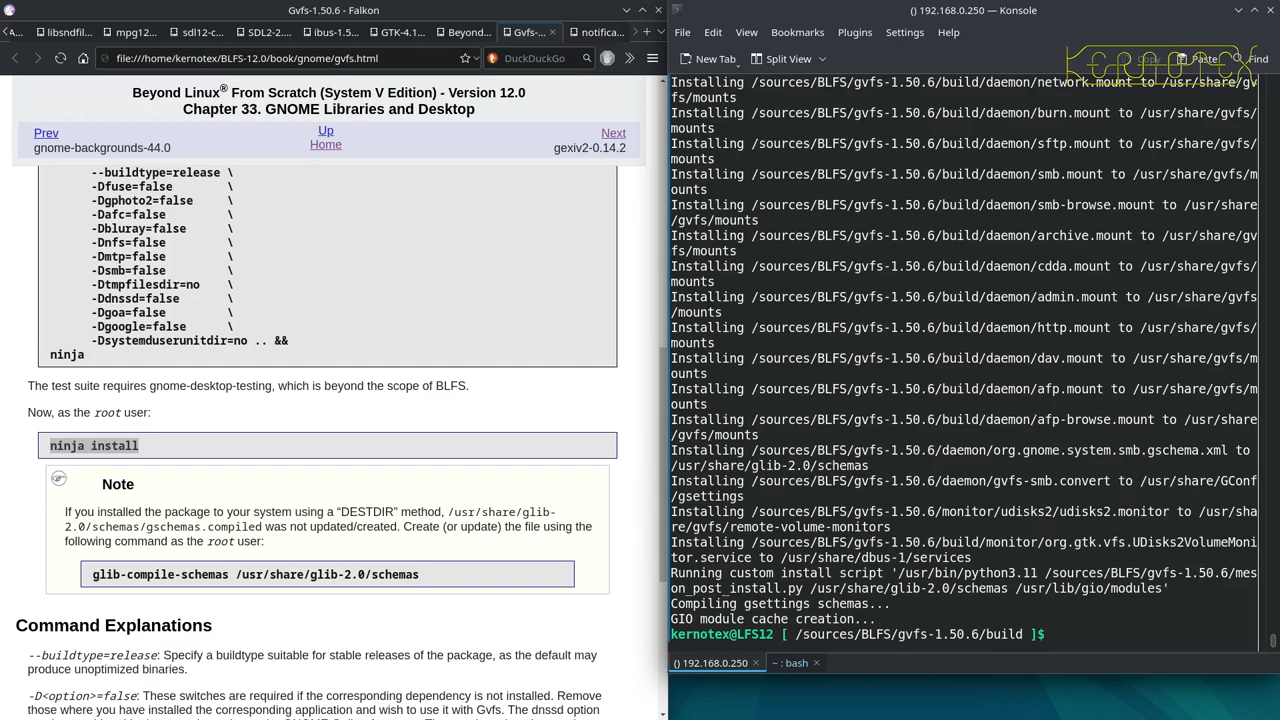 Gvfs-1.50.6 - Falkon
A...
libsndfil...
mpg12...
sdl12-c...
SDL2-2....
ibus-1.5...
GTK-4.1...
Beyon...
Gvfs-...
notifica...
file:///home/kernotex/BLFS-12.0/book/gnome/gvfs.html
DuckDuckGo
Beyond Linux® From Scratch (System V Edition) - Version 12.0
Chapter 33. GNOME Libraries and Desktop
Prev
Up
Next
gnome-backgrounds-44.0
Home
gexiv2-0.14.2
--buildtype=release \
-Dfuse=false \
-Dgphoto2=false \
-Dafc=false \
-Dbluray=false \
-Dnfs=false \
-Dmtp=false \
-Dsmb=false \
-Dtmpfilesdir=no \
-Ddnssd=false \
-Dgoa=false \
-Dgoogle=false \
-Dsystemduserunitdir=no .. &&
ninja
The test suite requires gnome-desktop-testing, which is beyond the scope of BLFS.
Now, as the root user:
ninja install
Note
If you installed the package to your system using a “DESTDIR” method, /usr/share/glib-
2.0/schemas/gschemas.compiled was not updated/created. Create (or update) the file using the
following command as the root user:
glib-compile-schemas /usr/share/glib-2.0/schemas
Command Explanations
--buildtype=release: Specify a buildtype suitable for stable releases of the package, as the default may
produce unoptimized binaries.
-D<option>=false: These switches are required if the corresponding dependency is not installed. Remove
those where you have installed the corresponding application and wish to use it with Gvfs. The dnssd option
() 192.168.0.250 — Konsole
File Edit View Bookmarks Plugins Settings Help
New Tab
Split View
Copy
Paste
Find
Kernotex
Installing /sources/BLFS/gvfs-1.50.6/build/daemon/network.mount to /usr/share/gv
fs/mounts
Installing /sources/BLFS/gvfs-1.50.6/build/daemon/burn.mount to /usr/share/gvfs/
mounts
Installing /sources/BLFS/gvfs-1.50.6/build/daemon/sftp.mount to /usr/share/gvfs/
mounts
Installing /sources/BLFS/gvfs-1.50.6/build/daemon/smb.mount to /usr/share/gvfs/m
ounts
Installing /sources/BLFS/gvfs-1.50.6/build/daemon/smb-browse.mount to /usr/share
/gvfs/mounts
Installing /sources/BLFS/gvfs-1.50.6/build/daemon/archive.mount to /usr/share/gv
fs/mounts
Installing /sources/BLFS/gvfs-1.50.6/build/daemon/cdda.mount to /usr/share/gvfs/
mounts
Installing /sources/BLFS/gvfs-1.50.6/build/daemon/admin.mount to /usr/share/gvfs
/mounts
Installing /sources/BLFS/gvfs-1.50.6/build/daemon/http.mount to /usr/share/gvfs/
mounts
Installing /sources/BLFS/gvfs-1.50.6/build/daemon/dav.mount to /usr/share/gvfs/m
ounts
Installing /sources/BLFS/gvfs-1.50.6/build/daemon/afp.mount to /usr/share/gvfs/m
ounts
Installing /sources/BLFS/gvfs-1.50.6/build/daemon/afp-browse.mount to /usr/share
/gvfs/mounts
Installing /sources/BLFS/gvfs-1.50.6/daemon/org.gnome.system.smb.gschema.xml to
/usr/share/glib-2.0/schemas
Installing /sources/BLFS/gvfs-1.50.6/daemon/gvfs-smb.convert to /usr/share/GConf
/gsettings
Installing /sources/BLFS/gvfs-1.50.6/monitor/udisks2/udisks2.monitor to /usr/sha
re/gvfs/remote-volume-monitors
Installing /sources/BLFS/gvfs-1.50.6/build/monitor/org.gtk.vfs.UDisks2VolumeMoni
tor.service to /usr/share/dbus-1/services
Running custom install script '/usr/bin/python3.11 /sources/BLFS/gvfs-1.50.6/mes
on_post_install.py /usr/share/glib-2.0/schemas /usr/lib/gio/modules'
Compiling gsettings schemas...
GIO module cache creation...
kernotex@LFS12 [ /sources/BLFS/gvfs-1.50.6/build ]$
() 192.168.0.250
~ : bash